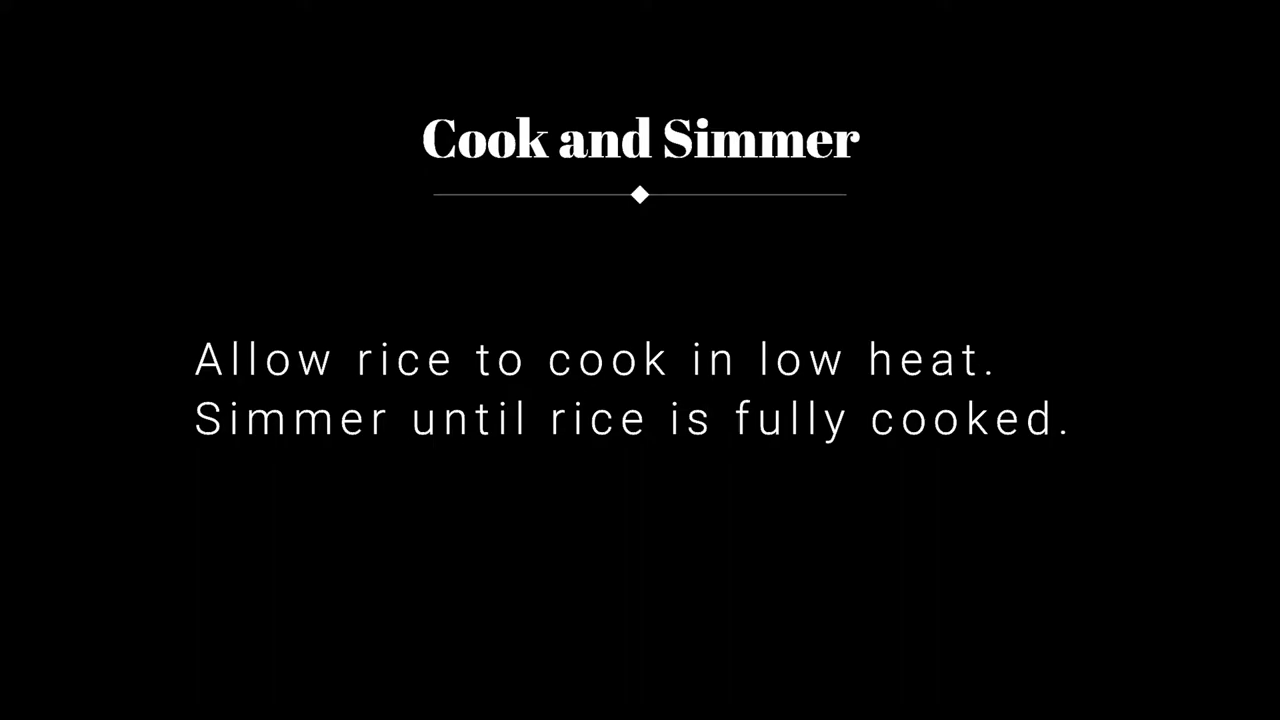 Cook and Simmer
Allow rice to cook in low heat.
Simmer until rice is fully cooked.